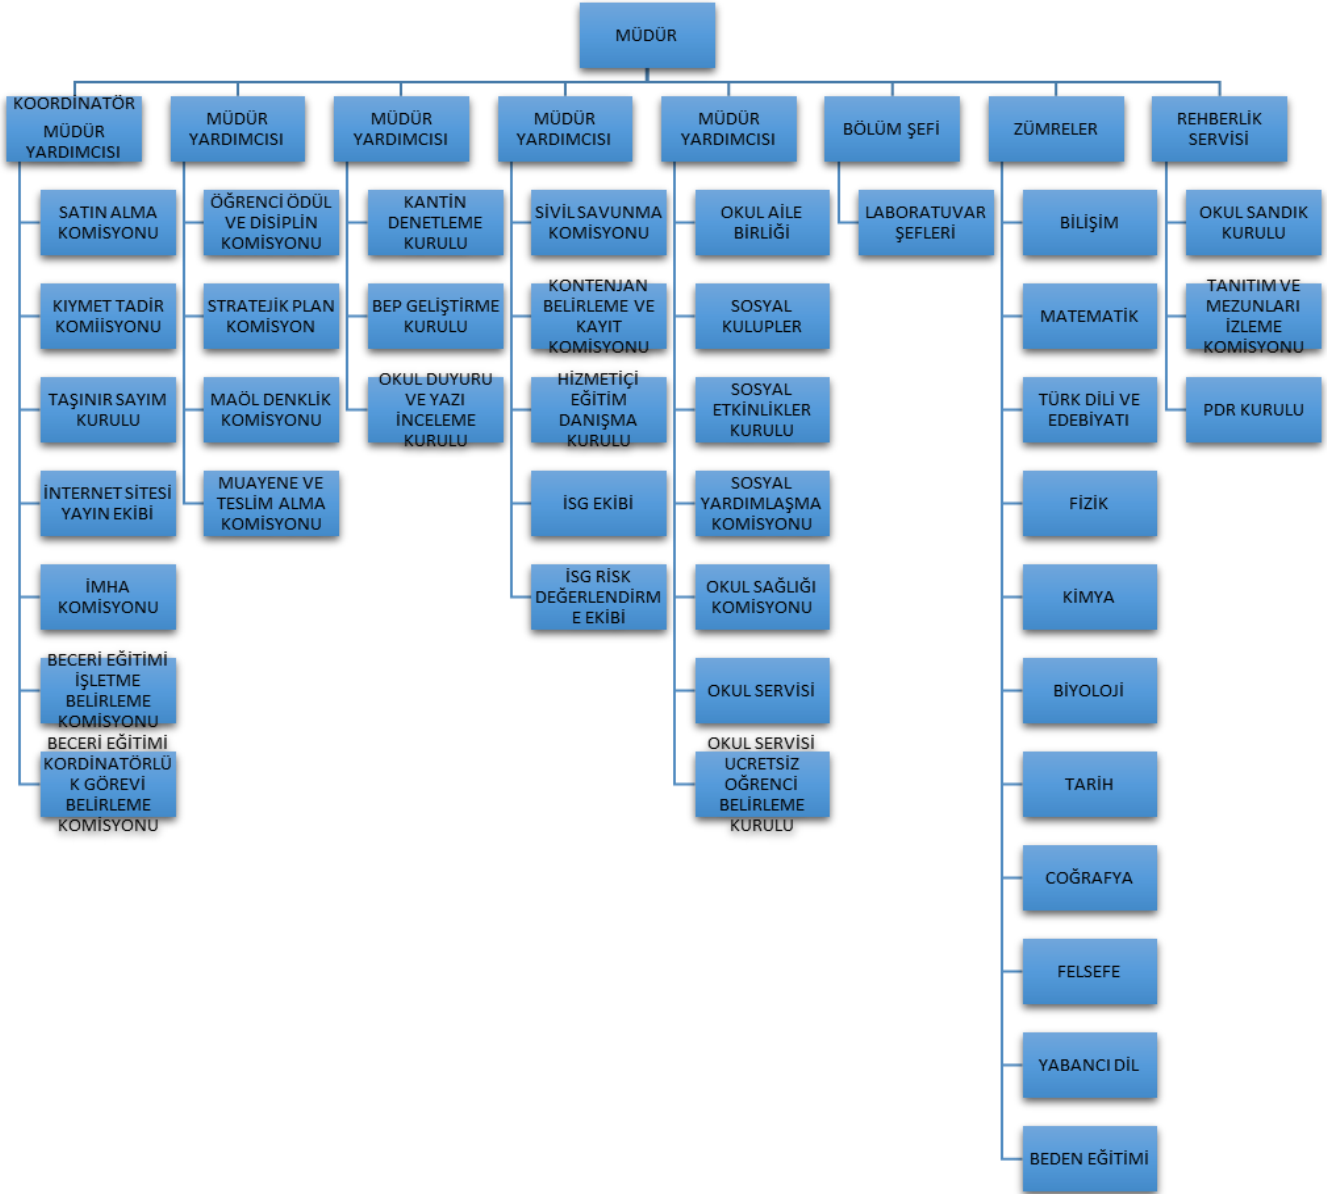 MÜDÜR
KOORDİNATÖR
MÜDÜR
YARDIMCISI
SATIN ALMA
KOMİSYONU
KIYMET TADİR
KOMİİSYONU
TAŞINIR SAYIM
KURULU
İNTERNET SİTESİ
YAYIN EKİBİ
İMHA
KOMİSYONU
BECERİ EĞİTİMİ
İŞLETME
BELİRLEME
KOMİSYONU
BECERİ EĞİTİMİ
KORDİNATÖRLÜ
K GÖREVİ
BELİRLEME
KOMİSYONU
MÜDÜR
YARDIMCISI
ÖĞRENCİ ÖDÜL
VE DİSİPLİN
KOMİSYONU
STRATEJİK PLAN
KOMİSYON
MAÖL DENKLİK
KOMİSYONU
MUAYENE VE
TESLİM ALMA
KOMİSYONU
MÜDÜR
YARDIMCISI
KANTİN
DENETLEME
KURULU
BEP GELİŞTİRME
KURULU
OKUL DUYURU
VE YAZI
İNCELEME
KURULU
MÜDÜR
YARDIMCISI
SİVİL SAVUNMA
KOMİSYONU
KONTENJAN
BELİRLEME VE
KAYIT
KOMİSYONU
HİZMETİÇİ
EĞİTİM
DANIŞMA
KURULU
İSG EKİBİ
İSG RİSK
DEĞERLENDİRM
E EKİBİ
MÜDÜR
YARDIMCISI
OKUL AİLE
BİRLİĞİ
SOSYAL
KULUPLER
SOSYAL
ETKİNLİKLER
KURULU
SOSYAL
YARDIMLAŞMA
KOMİSYONU
OKUL SAĞLIĞI
KOMİSYONU
OKUL SERVİSİ
OKUL SERVİSİ
UCRETSİZ
OĞRENCİ
BELİRLEME
KURULU
BÖLÜM ŞEFİ
LABORATUVAR
ŞEFLERİ
ZÜMRELER
BİLİŞİM
MATEMATİK
TÜRK DİLİ VE
EDEBİYATI
FİZİK
KİMYA
BİYOLOJİ
TARİH
COĞRAFYA
FELSEFE
YABANCI DİL
BEDEN EĞİTİMİ
REHBERLİK
SERVİSİ
OKUL SANDIK
KURULU
TANITIM VE
MEZUNLARI
İZLEME
KOMİSYONU
PDR KURULU